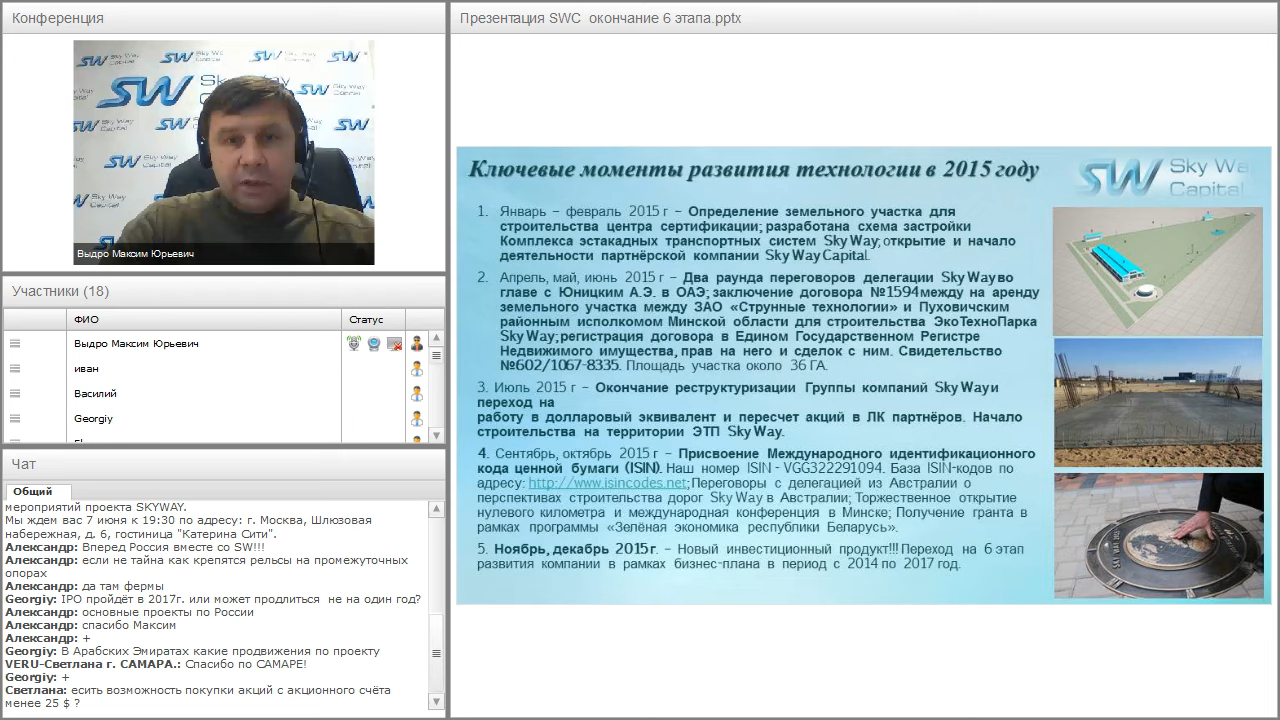 Конференция
SW
Sky Way
Capital
Выдро Максим Юрьевич
Участники (18)
ФИО
Статус
Выдро Максим Юрьевич
иван
Василий
Georgiy
Чат
Общий
мероприятий проекта SKYWAY.
Мы ждем вас 7 июня к 19:30 по адресу: г. Москва, Шлюзовая
набережная, д. 6, гостиница "Катерина Сити".
Александр: Вперед Россия вместе со SW!!!
Александр: если не тайна как крепятся рельсы на промежуточных
опорах
Александр: да там фермы
Georgiy: IPO пройдёт в 2017г. или может продлиться  не на один год?
Александр: основные проекты по России
Александр: спасибо Максим
Александр: +
Georgiy: В Арабских Эмиратах какие продвижения по проекту
VERU-Светлана г. САМАРА.: Спасибо по САМАРЕ!
Georgiy: +
Светлана: есить возможность покупки акций с акционного счёта
менее 25 $ ?
Презентация SWC  окончание 6 этапа.pptx
Ключевые моменты развития технологии в 2015 году
SW Sky Wa
Capital
1. Январь – февраль 2015 г – Определение земельного участка для
строительства центра сертификации; разработана схема застройки
Комплекса эстакадных транспортных систем Sky Way; открытие и начало
деятельности партнёрской компании Sky Way Capital.
2. Апрель, май, июнь 2015 г – Два раунда переговоров делегации Sky Way во
главе с Юницким А.Э. в ОАЭ; заключение договора №1594 между на аренду
земельного участка между ЗАО «Струнные технологии» и Пуховичским
районным исполкомом Минской области для строительства ЭкоТехноПарка
Sky Way; регистрация договора в Едином Государственном Регистре
Недвижимого имущества, прав на него и сделок с ним. Свидетельство
№602/1067-8335. Площадь участка около 36 ГА.
3. Июль 2015 г – Окончание реструктуризации Группы компаний Sky Way и
переход на
работу в долларовый эквивалент и пересчет акций в ЛК партнёров. Начало
строительства на территории ЭТП Sky Way.
4. Сентябрь, октябрь 2015 г – Присвоение Международного идентификационного
кода ценной бумаги (ISIN). Наш номер ISIN - VGG322291094. База ISIN-кодов по
адресу: http://www.isincodes.net; Переговоры с делегацией из Австралии о
перспективах строительства дорог Sky Way в Австралии; Торжественное открытие
нулевого километра и международная конференция в Минске; Получение гранта в
рамках программы «Зелёная экономика республики Беларусь».
5. Ноябрь, декабрь 2015 г. – Новый инвестиционный продукт!!! Переход на 6 этап
развития компании в рамках бизнес-плана в период с 2014 по 2017 год.